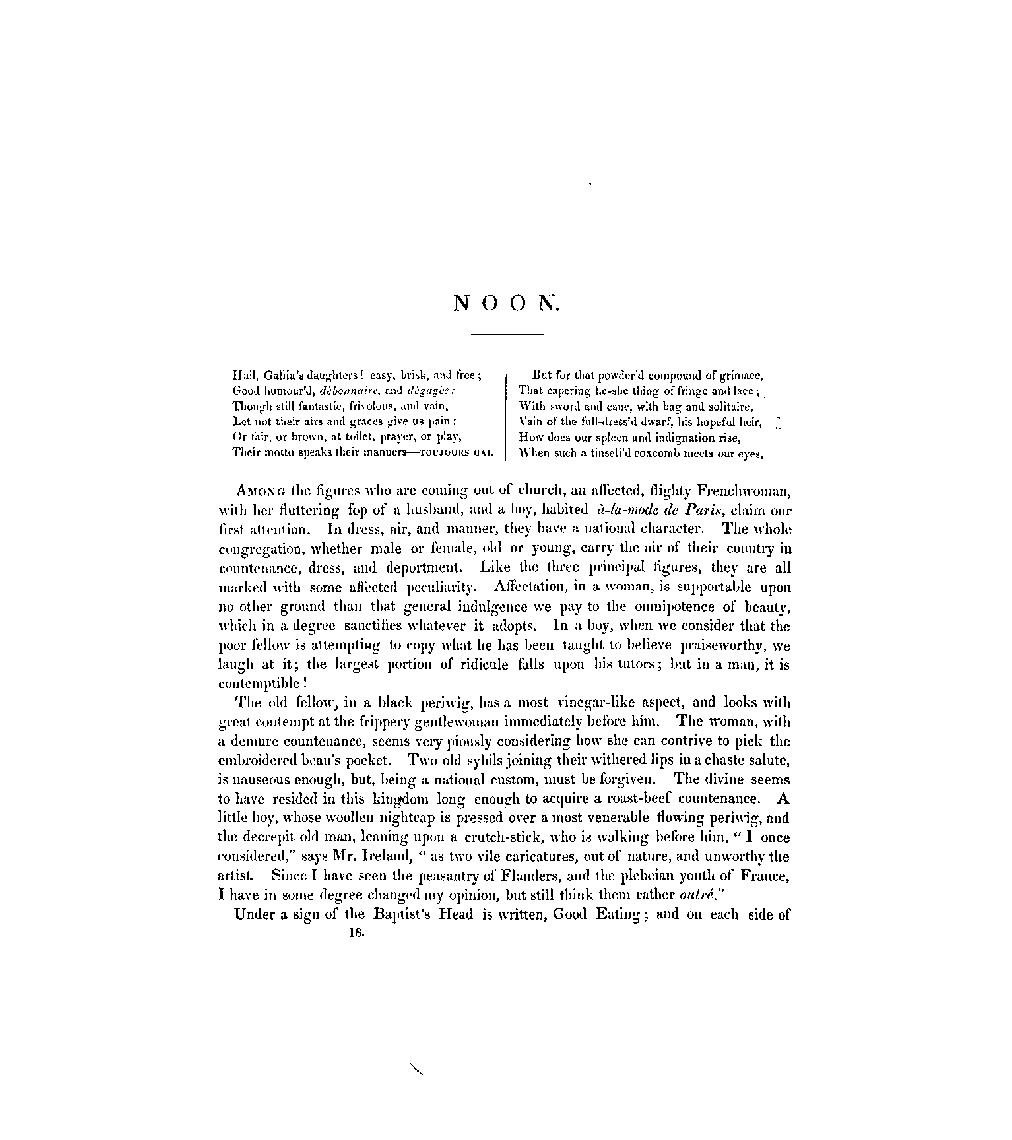 NOON.
Hail, Gallia's daughters! easy, brisk, and free;
Good humour'd, débonnaire, and dégagée:
Though still fantastic, frivolous, and vain,
Let not their airs and graces give us pain:
Or fair, or brown, at toilet, prayer, or play,
Their motto speaks their manners—TOUJOURS GAI.
But for that powder'd compound of grimace,
That capering he-she thing of fringe and lace;
With sword and cane, with bag and solitaire,
Vain of the full-dress'd dwarf, his hopeful heir,
How does our spleen and indignation rise,
When such a tinsell'd coxcomb meets our eyes,
AMONG the figures who are coming out of church, an affected, flighty Frenchwoman,
with her fluttering fop of a husband, and a boy, habited à-la-mode de Paris, claim our
first attention. In dress, air, and manner, they have a national character. The whole
congregation, whether male or female, old or young, carry the air of their country in
countenance, dress, and deportment. Like the three principal figures, they are all
marked with some affected peculiarity. Affectation, in a woman, is supportable upon
no other ground than that general indulgence we pay to the omnipotence of beauty,
which in a degree sanctifies whatever it adopts. In a boy, when we consider that the
poor fellow is attempting to copy what he has been taught to believe praiseworthy, we
laugh at it; the largest portion of ridicule falls upon his tutors; but in a man, it is
contemptible!
The old fellow, in a black periwig, has a most vinegar-like aspect, and looks with
great contempt at the frippery gentlewoman immediately before him. The woman, with
a demure countenance, seems very piously considering how she can contrive to pick the
embroidered beau's pocket. Two old sybils joining their withered lips in a chaste salute,
is nauseous enough, but, being a national custom, must be forgiven. The divine seems
to have resided in this kingdom long enough to acquire a roast-beef countenance. A
little boy, whose woollen nightcap is pressed over a most venerable flowing periwig, and
the decrepit old man, leaning upon a crutch-stick, who is walking before him, "I once
considered," says Mr. Ireland, "as two vile caricatures, out of nature, and unworthy the
artist. Since I have seen the peasantry of Flanders, and the plebeian youth of France,
I have in some degree changed my opinion, but still think them rather outré."
Under a sign of the Baptist's Head is written, Good Eating; and on each side of
18.